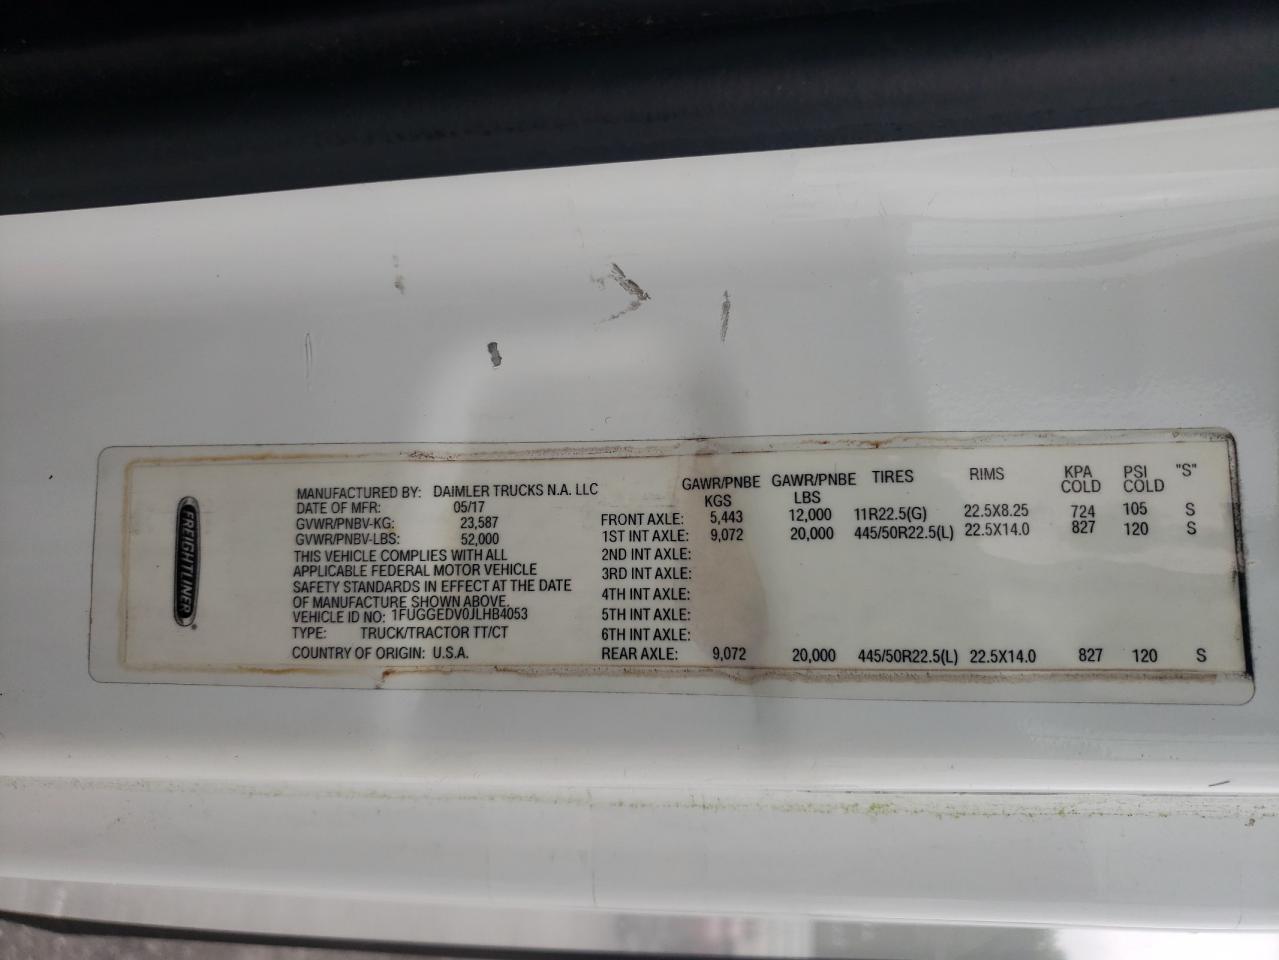 FREIGHTLINER®
MANUFACTURED BY: DAIMLER TRUCKS N.A. LLC
DATE OF MFR: 05/17
GVWR/PNBV-KG: 23,587
GVWR/PNBV-LBS: 52,000
THIS VEHICLE COMPLIES WITH ALL
APPLICABLE FEDERAL MOTOR VEHICLE
SAFETY STANDARDS IN EFFECT AT THE DATE
OF MANUFACTURE SHOWN ABOVE.
VEHICLE ID NO: 1FUGGEDV0JLHB4053
TYPE: TRUCK/TRACTOR TT/CT
COUNTRY OF ORIGIN: U.S.A.
GAWR/PNBE GAWR/PNBE TIRES RIMS KPA PSI "S"
KGS LBS COLD COLD
FRONT AXLE: 5,443 12,000 11R22.5(G) 22.5X8.25 724 105 S
1ST INT AXLE: 9,072 20,000 445/50R22.5(L) 22.5X14.0 827 120 S
2ND INT AXLE:
3RD INT AXLE:
4TH INT AXLE:
5TH INT AXLE:
6TH INT AXLE:
REAR AXLE: 9,072 20,000 445/50R22.5(L) 22.5X14.0 827 120 S